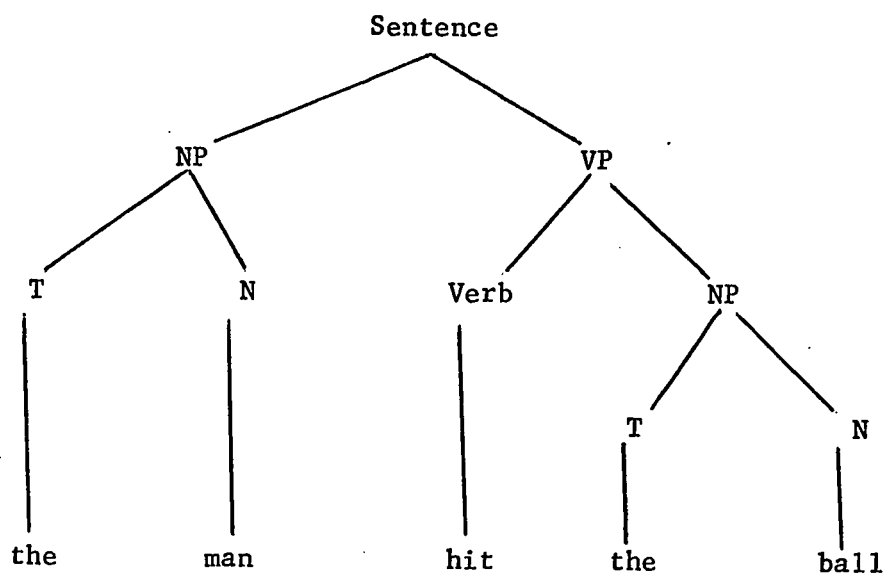 Sentence
NP VP
T N Verb NP
T N
the man hit the ball